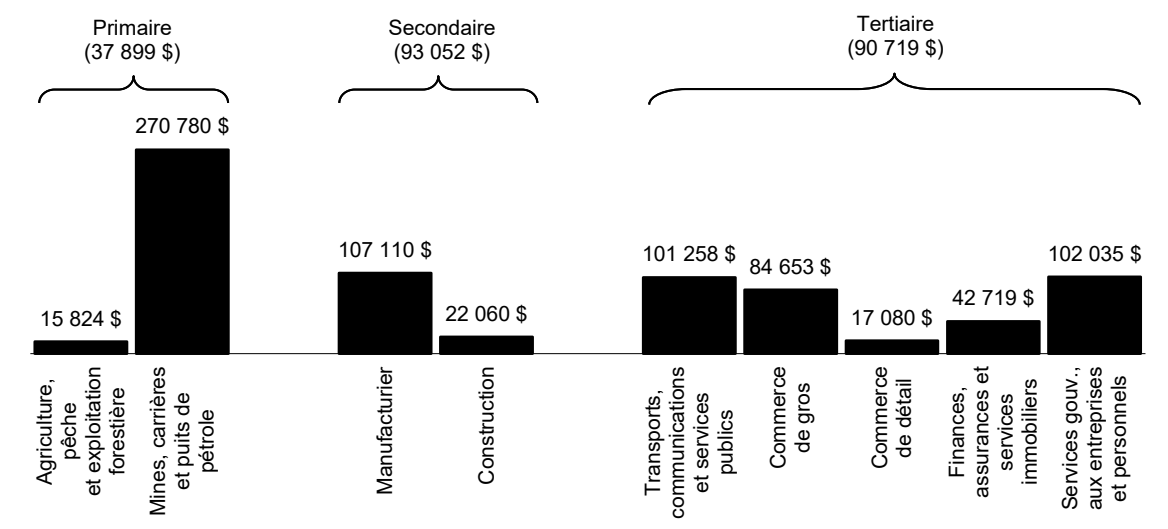 Primaire
(37 899 $)
Secondaire
(93 052 $)
Tertiaire
(90 719 $)
270 780 $
107 110 $
101 258 $
84 653 $
102 035 $
15 824 $
22 060 $
17 080 $
42 719 $
Agriculture,
pêche
et exploitation
forestière
Mines, carrières
et puits de
pétrole
Manufacturier
Construction
Transports,
communications
et services
publics
Commerce
de gros
Commerce
de détail
Finances,
assurances et
services
immobiliers
Services gouv.,
aux entreprises
et personnels